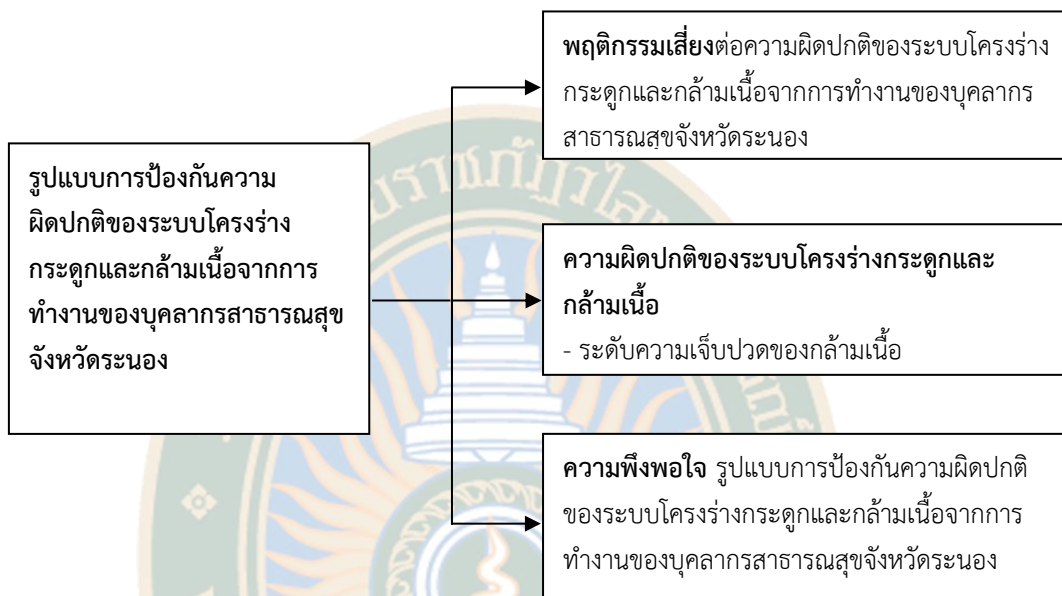 พฤติกรรมเสี่ยงต่อความผิดปกติของระบบโครงร่าง
กระดูกและกล้ามเนื้อจากการทำงานของบุคลากร
สาธารณสุขจังหวัดระนอง
รูปแบบการป้องกันความ
ผิดปกติของระบบโครงร่าง
กระดูกและกล้ามเนื้อจากการ
ทำงานของบุคลากรสาธารณสุข
จังหวัดระนอง
ความผิดปกติของระบบโครงร่างกระดูกและ
กล้ามเนื้อ
- ระดับความเจ็บปวดของกล้ามเนื้อ
ความพึงพอใจ รูปแบบการป้องกันความผิดปกติ
ของระบบโครงร่างกระดูกและกล้ามเนื้อจากการ
ทำงานของบุคลากรสาธารณสุขจังหวัดระนอง